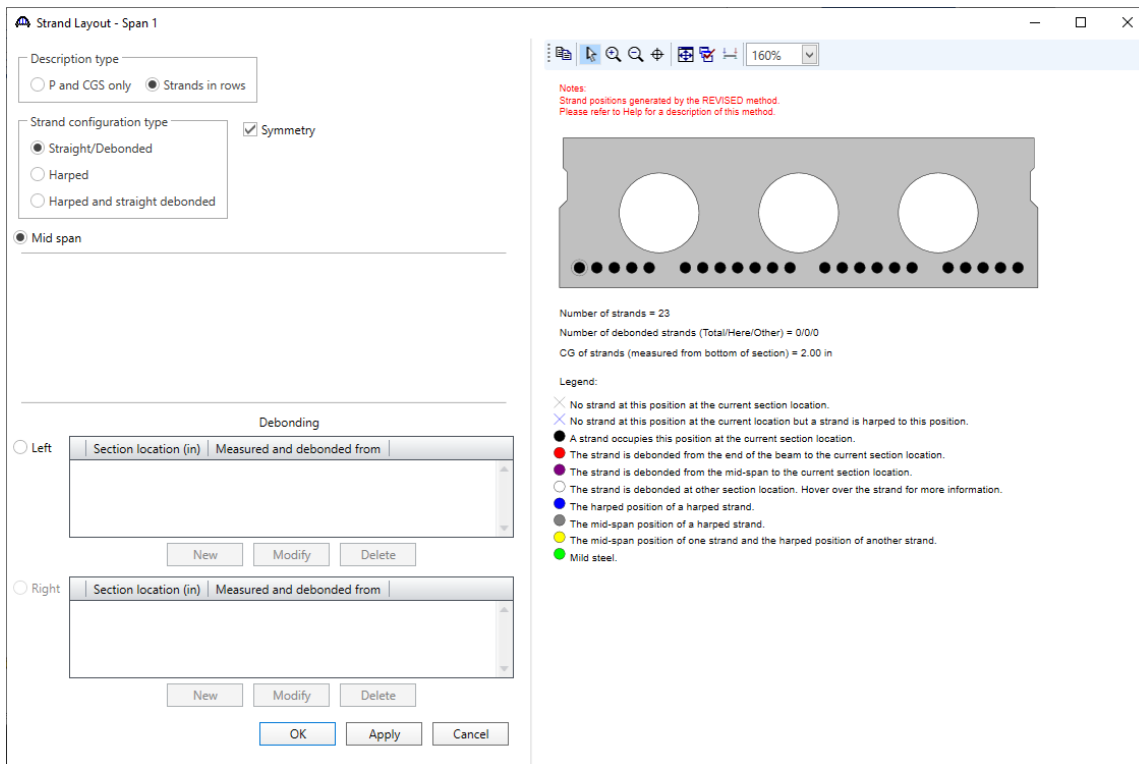 Strand Layout - Span 1
Description type
P and CGS only Strands in rows
Strand configuration type
Symmetry
Straight/Debonded
Harped
Harped and straight debonded
Mid span
Debonding
Left
Section location (in) Measured and debonded from
New Modify Delete
Right
Section location (in) Measured and debonded from
New Modify Delete
OK Apply Cancel
160%
Notes:
Strand positions generated by the REVISED method.
Please refer to Help for a description of this method.
Number of strands = 23
Number of debonded strands (Total/Here/Other) = 0/0/0
CG of strands (measured from bottom of section) = 2.00 in
Legend:
No strand at this position at the current section location.
No strand at this position at the current location but a strand is harped to this position.
A strand occupies this position at the current section location.
The strand is debonded from the end of the beam to the current section location.
The strand is debonded from the mid-span to the current section location.
The strand is debonded at other section location. Hover over the strand for more information.
The harped position of a harped strand.
The mid-span position of a harped strand.
The mid-span position of one strand and the harped position of another strand.
Mild steel.